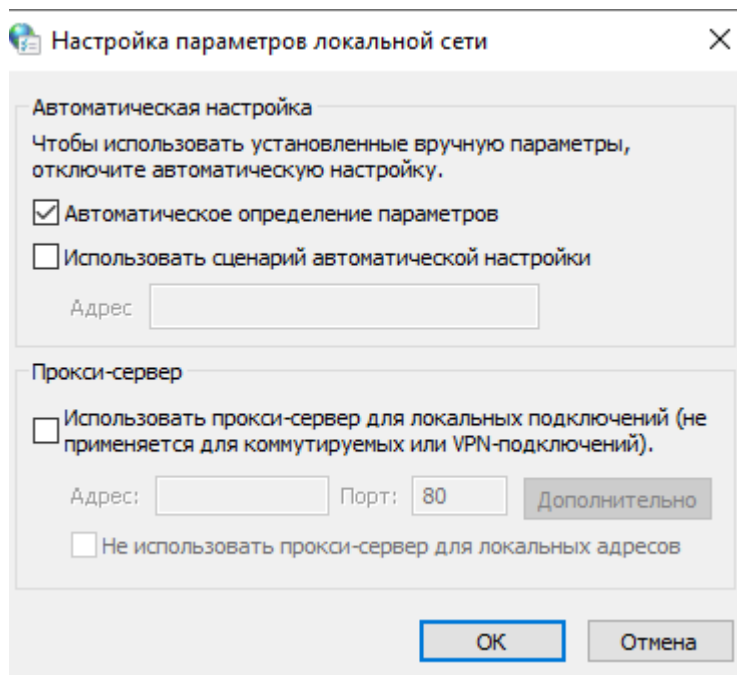 Настройка параметров локальной сети
Автоматическая настройка
Чтобы использовать установленные вручную параметры,
отключите автоматическую настройку.
Автоматическое определение параметров
Использовать сценарий автоматической настройки
Адрес
Прокси-сервер
Использовать прокси-сервер для локальных подключений (не
применяется для коммутируемых или VPN-подключений).
Адрес: Порт: 80 Дополнительно
Не использовать прокси-сервер для локальных адресов
ОК Отмена